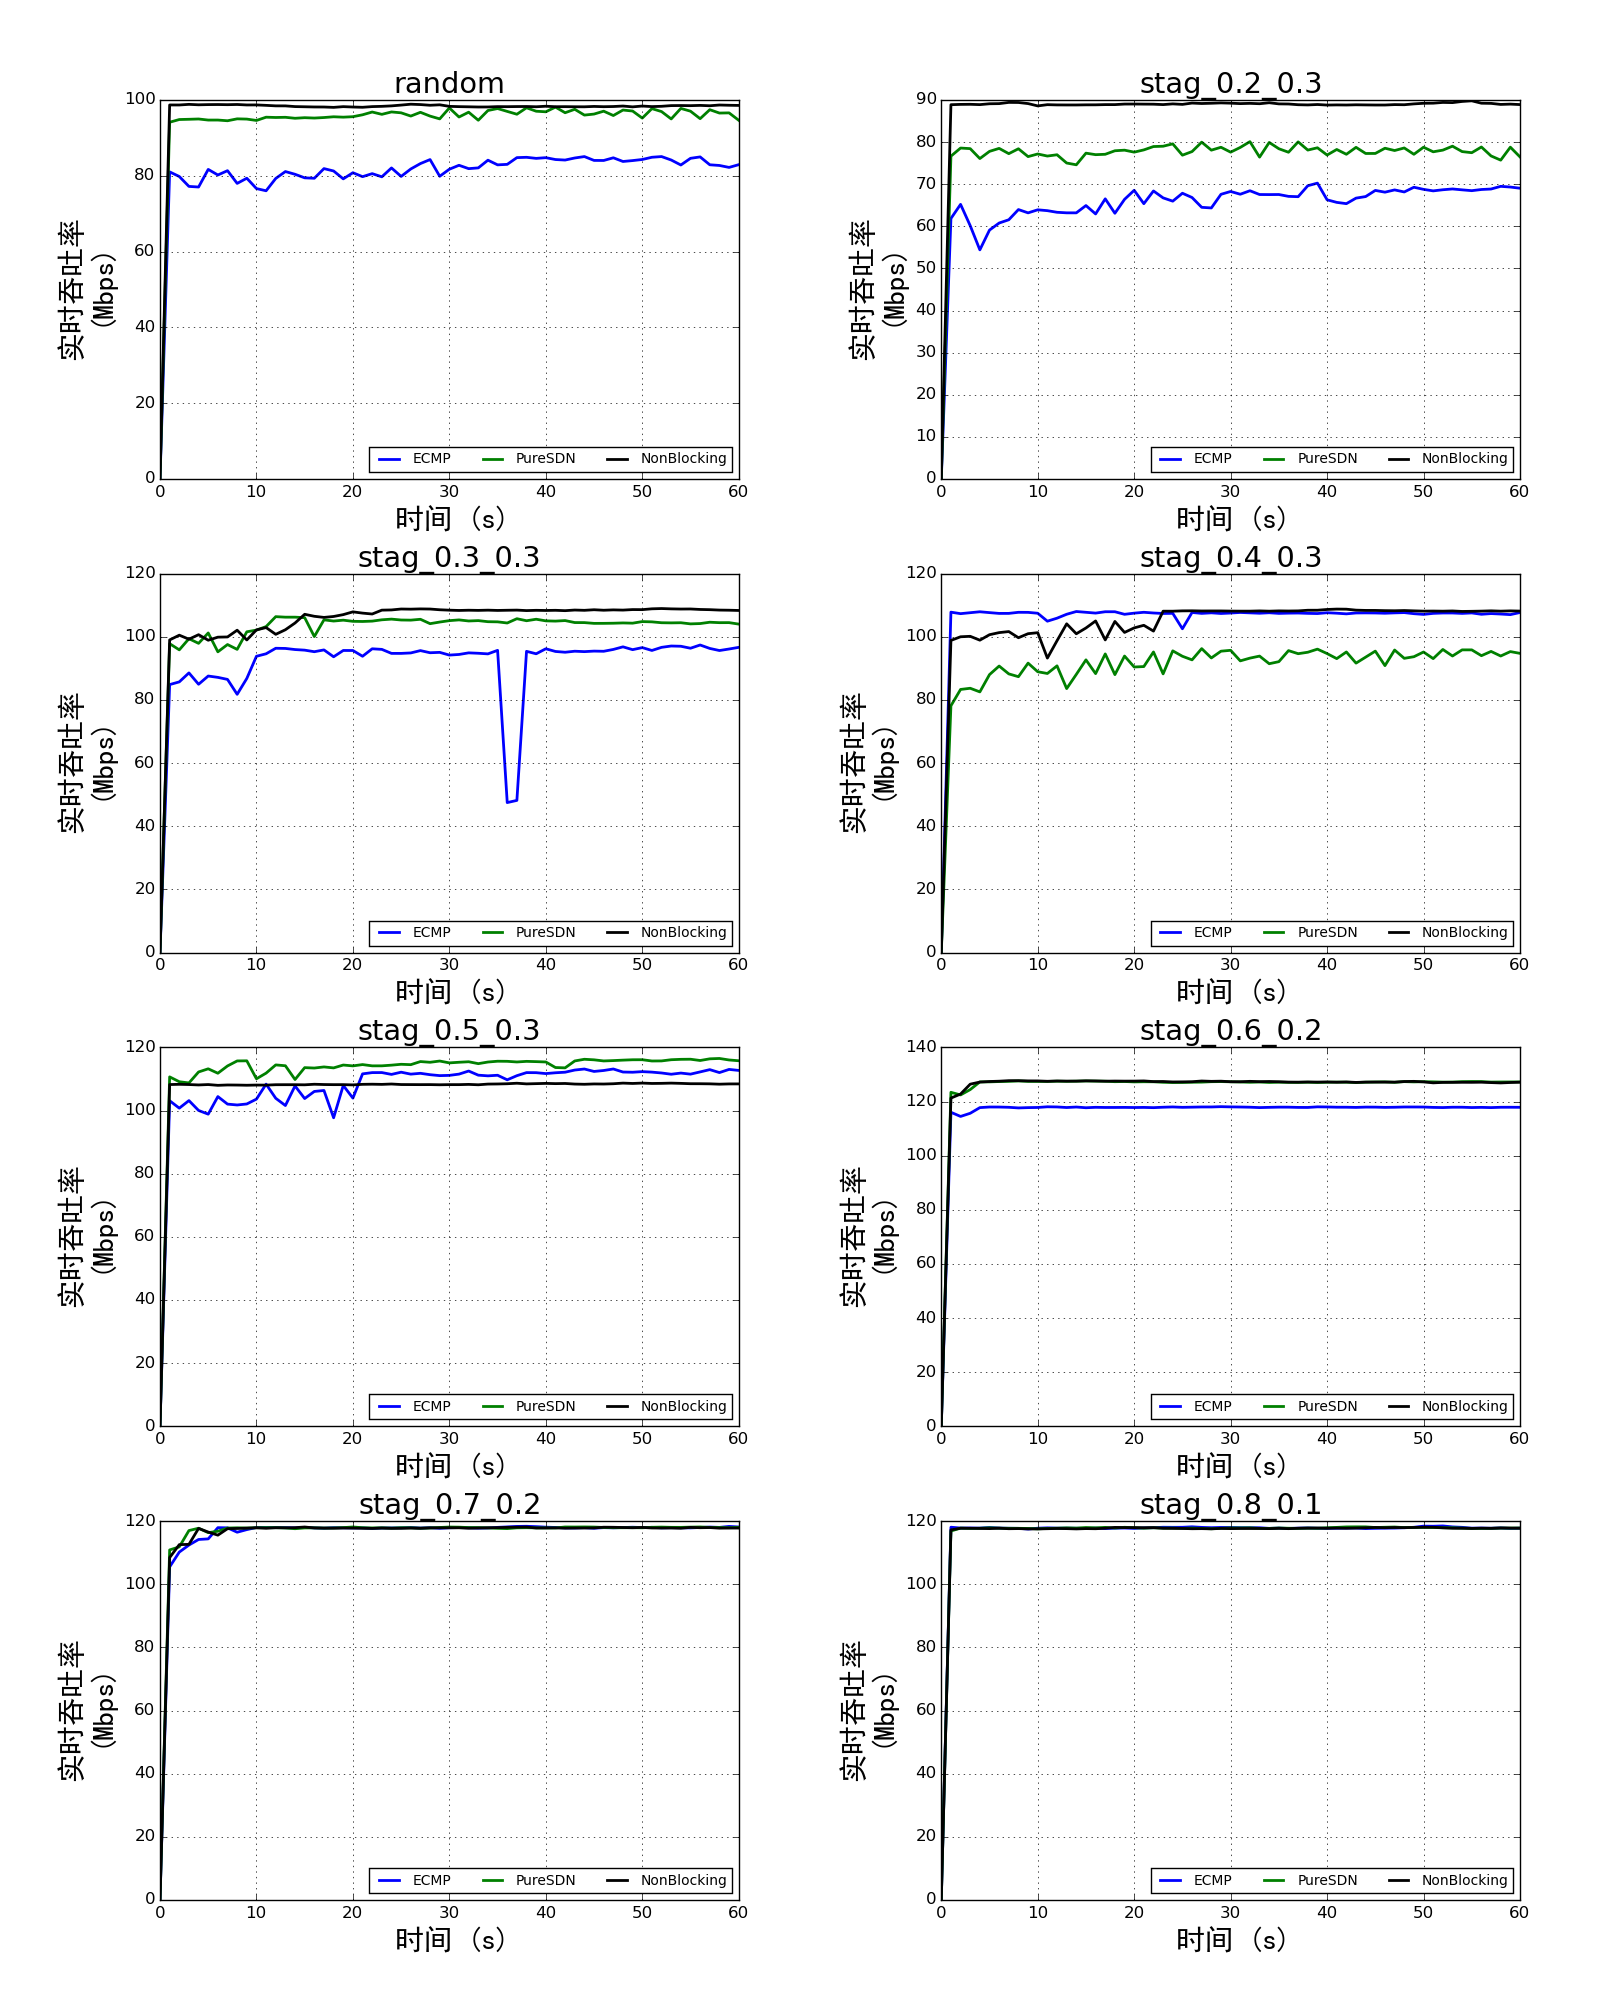 random
实时吞吐率
(Mbps)
100
80
60
40
20
0
0 10 20 30 40 50 60
ECMP PureSDN NonBlocking
时间 (s)
stag_0.2_0.3
实时吞吐率
(Mbps)
90
80
70
60
50
40
30
20
10
0
0 10 20 30 40 50 60
ECMP PureSDN NonBlocking
时间 (s)
stag_0.3_0.3
实时吞吐率
(Mbps)
120
100
80
60
40
20
0
0 10 20 30 40 50 60
ECMP PureSDN NonBlocking
时间 (s)
stag_0.4_0.3
实时吞吐率
(Mbps)
120
100
80
60
40
20
0
0 10 20 30 40 50 60
ECMP PureSDN NonBlocking
时间 (s)
stag_0.5_0.3
实时吞吐率
(Mbps)
120
100
80
60
40
20
0
0 10 20 30 40 50 60
ECMP PureSDN NonBlocking
时间 (s)
stag_0.6_0.2
实时吞吐率
(Mbps)
140
120
100
80
60
40
20
0
0 10 20 30 40 50 60
ECMP PureSDN NonBlocking
时间 (s)
stag_0.7_0.2
实时吞吐率
(Mbps)
120
100
80
60
40
20
0
0 10 20 30 40 50 60
ECMP PureSDN NonBlocking
时间 (s)
stag_0.8_0.1
实时吞吐率
(Mbps)
120
100
80
60
40
20
0
0 10 20 30 40 50 60
ECMP PureSDN NonBlocking
时间 (s)